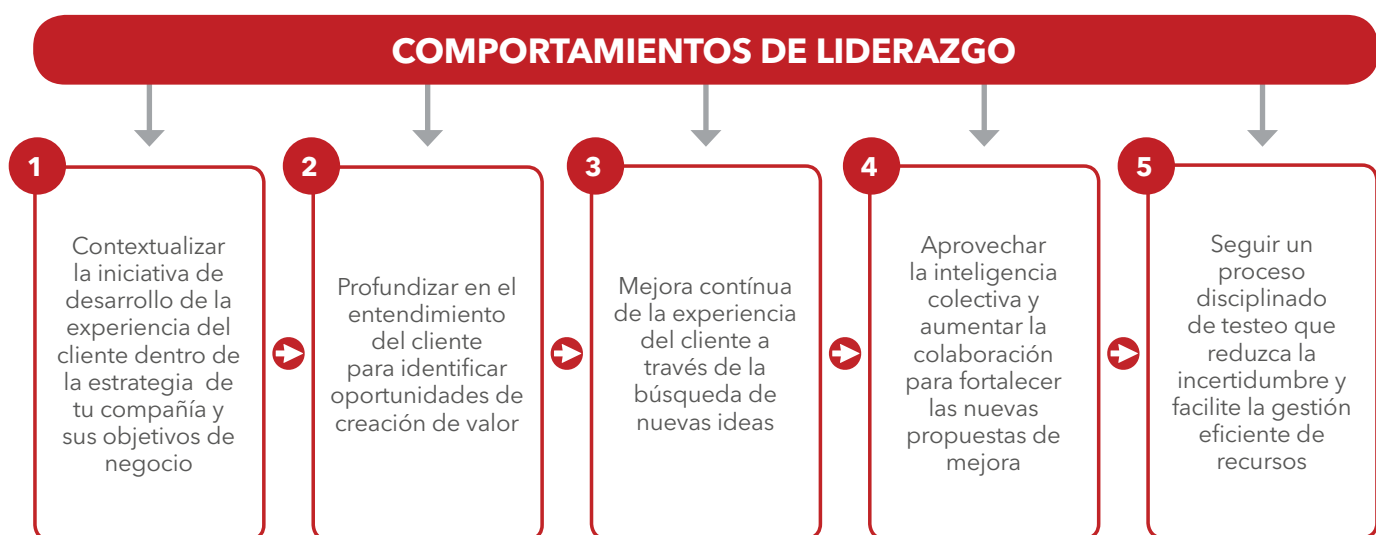 COMPORTAMIENTOS DE LIDERAZGO
1
Contextualizar
la iniciativa de
desarrollo de la
experiencia del
cliente dentro de
la estrategia de
tu compañía y
sus objetivos de
negocio
2
Profundizar en el
entendimiento
del cliente
para identificar
oportunidades de
creación de valor
3
Mejora contínua
de la experiencia
del cliente a
través de la
búsqueda de
nuevas ideas
4
Aprovechar
la inteligencia
colectiva y
aumentar la
colaboración
para fortalecer
las nuevas
propuestas de
mejora
5
Seguir un
proceso
disciplinado
de testeo que
reduzca la
incertidumbre y
facilite la gestión
eficiente de
recursos